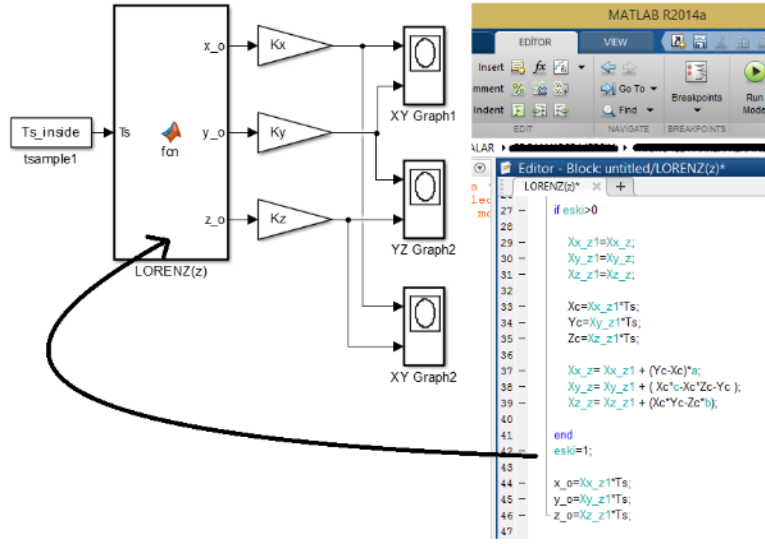 x_o
Kx
Ts_inside
tsample1
Ts
fcn
y_o
Ky
z_o
Kz
LORENZ(z)
XY Graph1
YZ Graph2
XY Graph2
MATLAB R2014a
EDITOR
VIEW
Insert
fx
mment
Go To
Breakpoints
Run
Indent
Find
Mode
EDIT
NAVIGATE
BREAKPOINTS
ALAR
Editor - Block: untitled/LORENZ(z)*
LORENZ(z)*
27 - if eski>0
28
29 - Xx_z1=Xx_z;
30 - Xy_z1=Xy_z;
31 - Xz_z1=Xz_z;
32
33 - Xc=Xx_z1*Ts;
34 - Yc=Xy_z1*Ts;
35 - Zc=Xz_z1*Ts;
36
37 - Xx_z= Xx_z1 + (Yc-Xc)*a;
38 - Xy_z= Xy_z1 + ( Xc*c-Xc*Zc-Yc );
39 - Xz_z= Xz_z1 + (Xc*Yc-Zc*b);
40
41 end
42 - eski=1;
43
44 - x_o=Xx_z1*Ts;
45 - y_o=Xy_z1*Ts;
46 - z_o=Xz_z1*Ts;
47